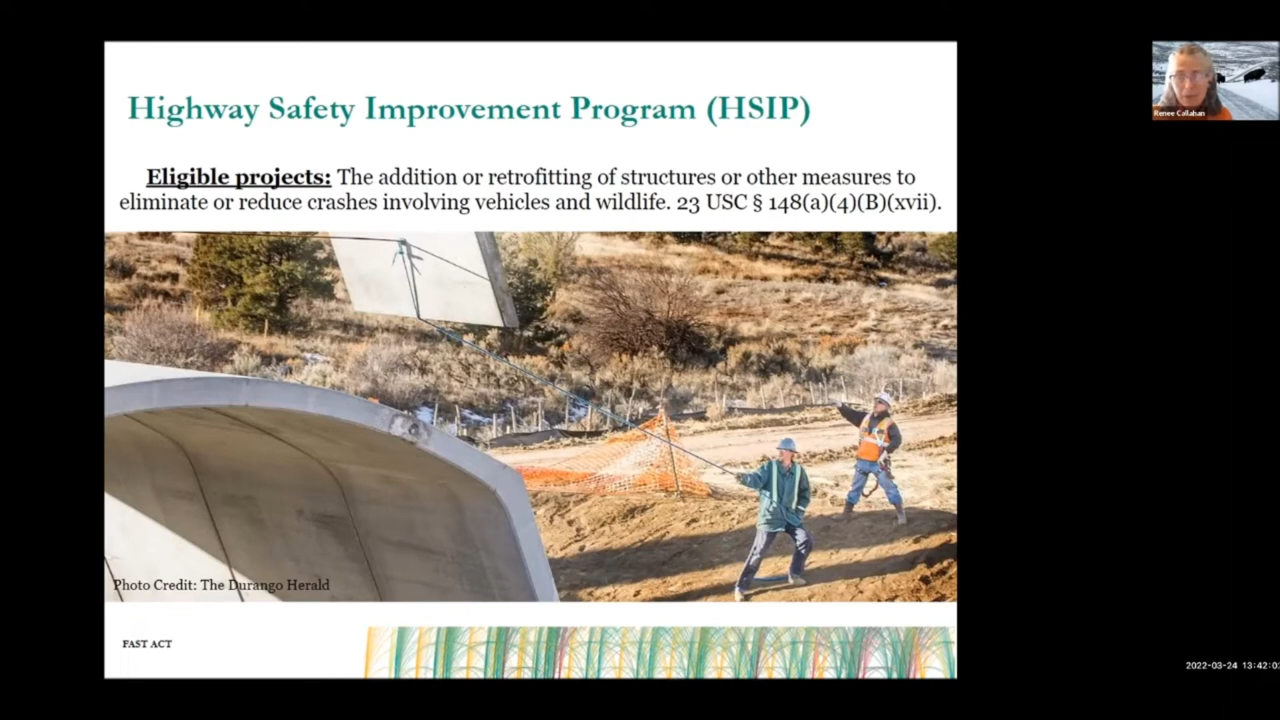 Highway Safety Improvement Program (HSIP)
Eligible projects: The addition or retrofitting of structures or other measures to
eliminate or reduce crashes involving vehicles and wildlife. 23 USC § 148(a)(4)(B)(xvii).
Renee Callahan
Photo Credit: The Durango Herald
FAST ACT
2022-03-24 13:42:0